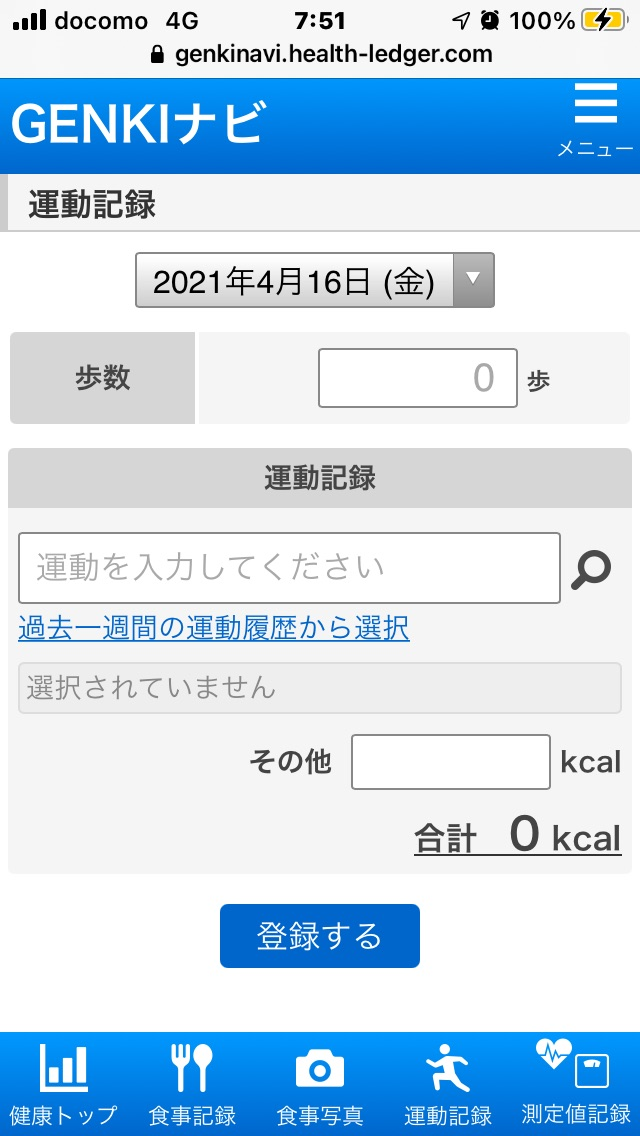 docomo 4G 7:51 100%
genkinavi.health-ledger.com
GENKIナビ
メニュー
運動記録
2021年4月16日 (金)
歩数 0 歩
運動記録
運動を入力してください
過去一週間の運動履歴から選択
選択されていません
その他 kcal
合計 0 kcal
登録する
健康トップ 食事記録 食事写真 運動記録 測定値記録